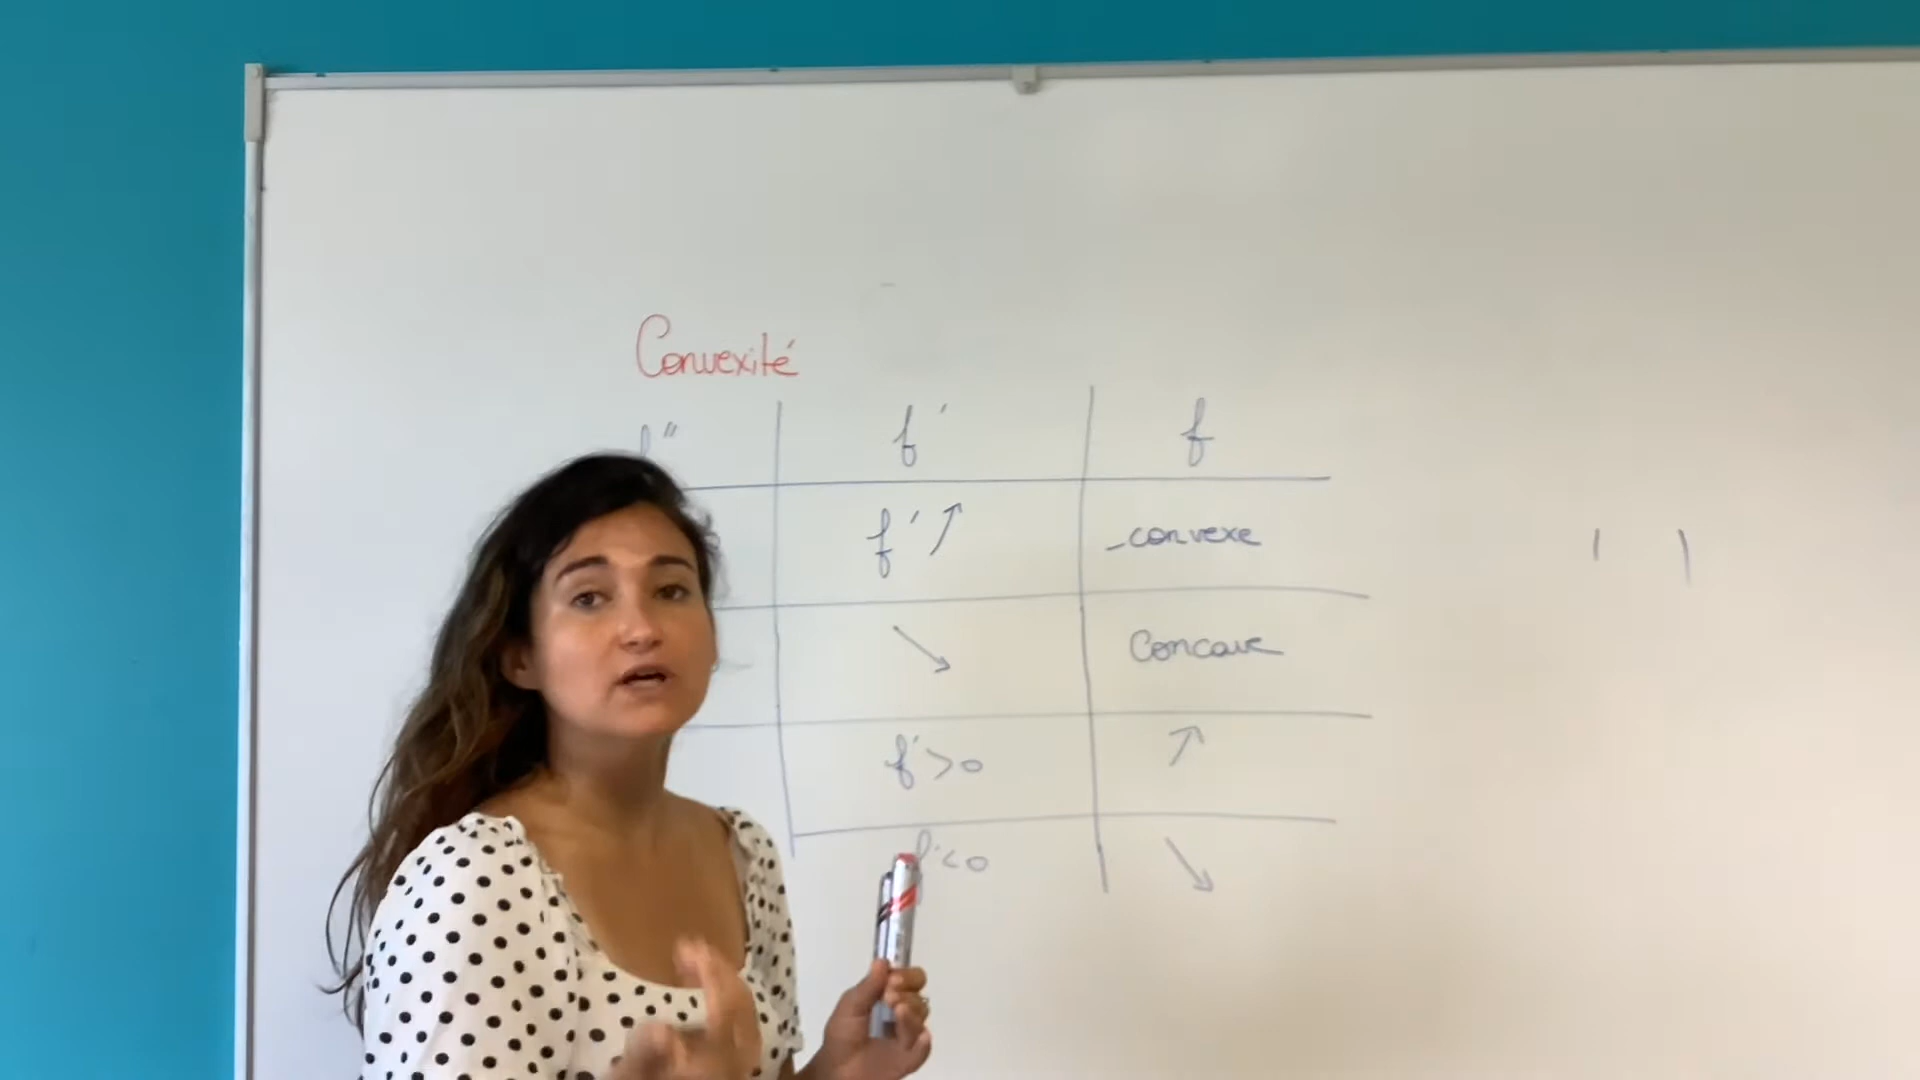 Convexité
f" f' f
f' ↗ -convexe
↘ Concave
f'>0 ↗
f'<0 ↘